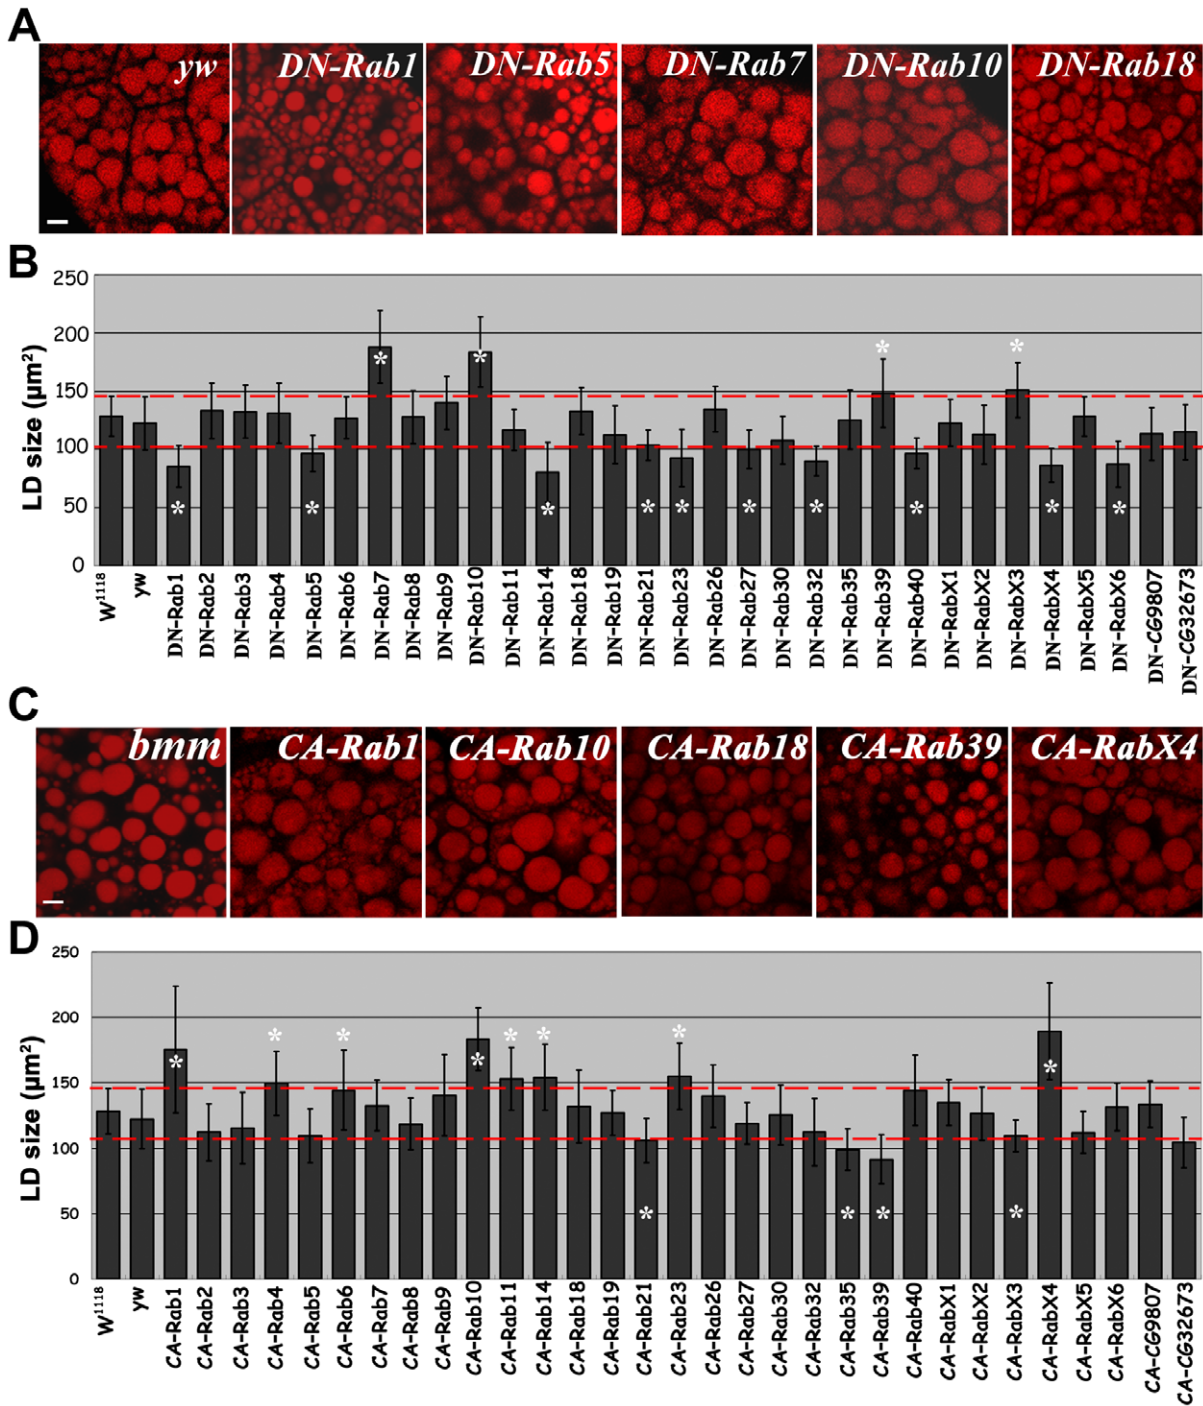 A
yw
DN-Rab1
DN-Rab5
DN-Rab7
DN-Rab10
DN-Rab18
B
LD size (µm²)
250
200
150
100
50
0
* * * * * * * * * * * * * * *
W¹¹¹⁸
yw
DN-Rab1
DN-Rab2
DN-Rab3
DN-Rab4
DN-Rab5
DN-Rab6
DN-Rab7
DN-Rab8
DN-Rab9
DN-Rab10
DN-Rab11
DN-Rab14
DN-Rab18
DN-Rab19
DN-Rab21
DN-Rab23
DN-Rab26
DN-Rab27
DN-Rab30
DN-Rab32
DN-Rab35
DN-Rab39
DN-Rab40
DN-RabX1
DN-RabX2
DN-RabX3
DN-RabX4
DN-RabX5
DN-RabX6
DN-CG9807
DN-CG32673
C
bmm
CA-Rab1
CA-Rab10
CA-Rab18
CA-Rab39
CA-RabX4
D
LD size (µm²)
250
200
150
100
50
0
* * * * * * * * * * * *
W¹¹¹⁸
yw
CA-Rab1
CA-Rab2
CA-Rab3
CA-Rab4
CA-Rab5
CA-Rab6
CA-Rab7
CA-Rab8
CA-Rab9
CA-Rab10
CA-Rab11
CA-Rab14
CA-Rab18
CA-Rab19
CA-Rab21
CA-Rab23
CA-Rab26
CA-Rab27
CA-Rab30
CA-Rab32
CA-Rab35
CA-Rab39
CA-Rab40
CA-RabX1
CA-RabX2
CA-RabX3
CA-RabX4
CA-RabX5
CA-RabX6
CA-CG9807
CA-CG32673